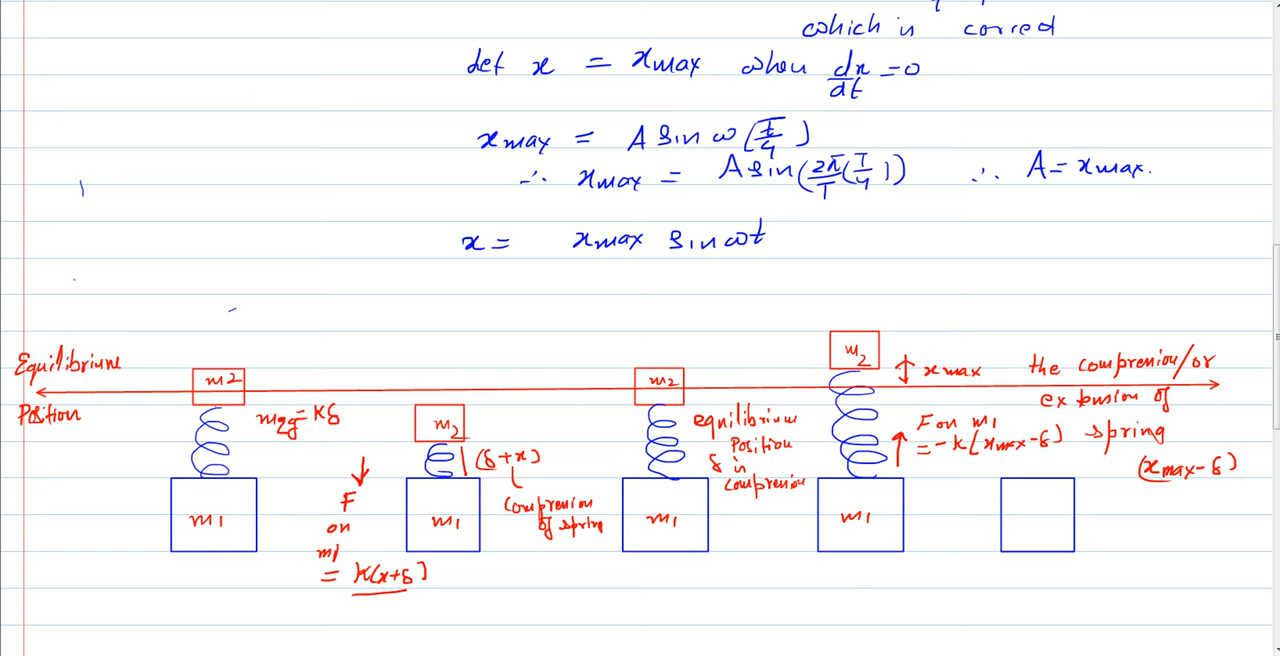 which is correct
Let x = xmax when dx/dt = 0
xmax = A sin ω(T/4)
∴ xmax = A sin(2π/T(T/4)) ∴ A = xmax.
x = xmax sin ωt
Equilibrium
Position
m2
m2g = Kδ
m1
m2
(δ+x)
compression
of spring
F
on
m1
= K(x+δ)
m1
m2
equilibrium
Position
δ in
compression
m1
m2
xmax
F on m1
= -K(xmax-δ)
m1
the compression/or
extension of
spring
(xmax-δ)